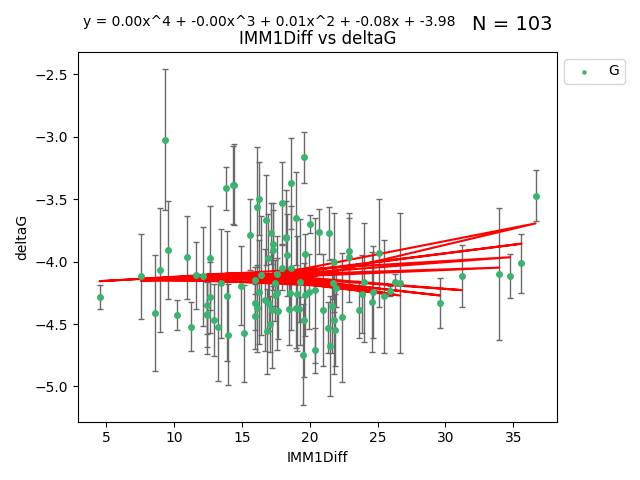 y = 0.00x^4 + -0.00x^3 + 0.01x^2 + -0.08x + -3.98
N = 103
IMM1Diff vs deltaG
G
deltaG
−2.5
−3.0
−3.5
−4.0
−4.5
−5.0
5 10 15 20 25 30 35
IMM1Diff